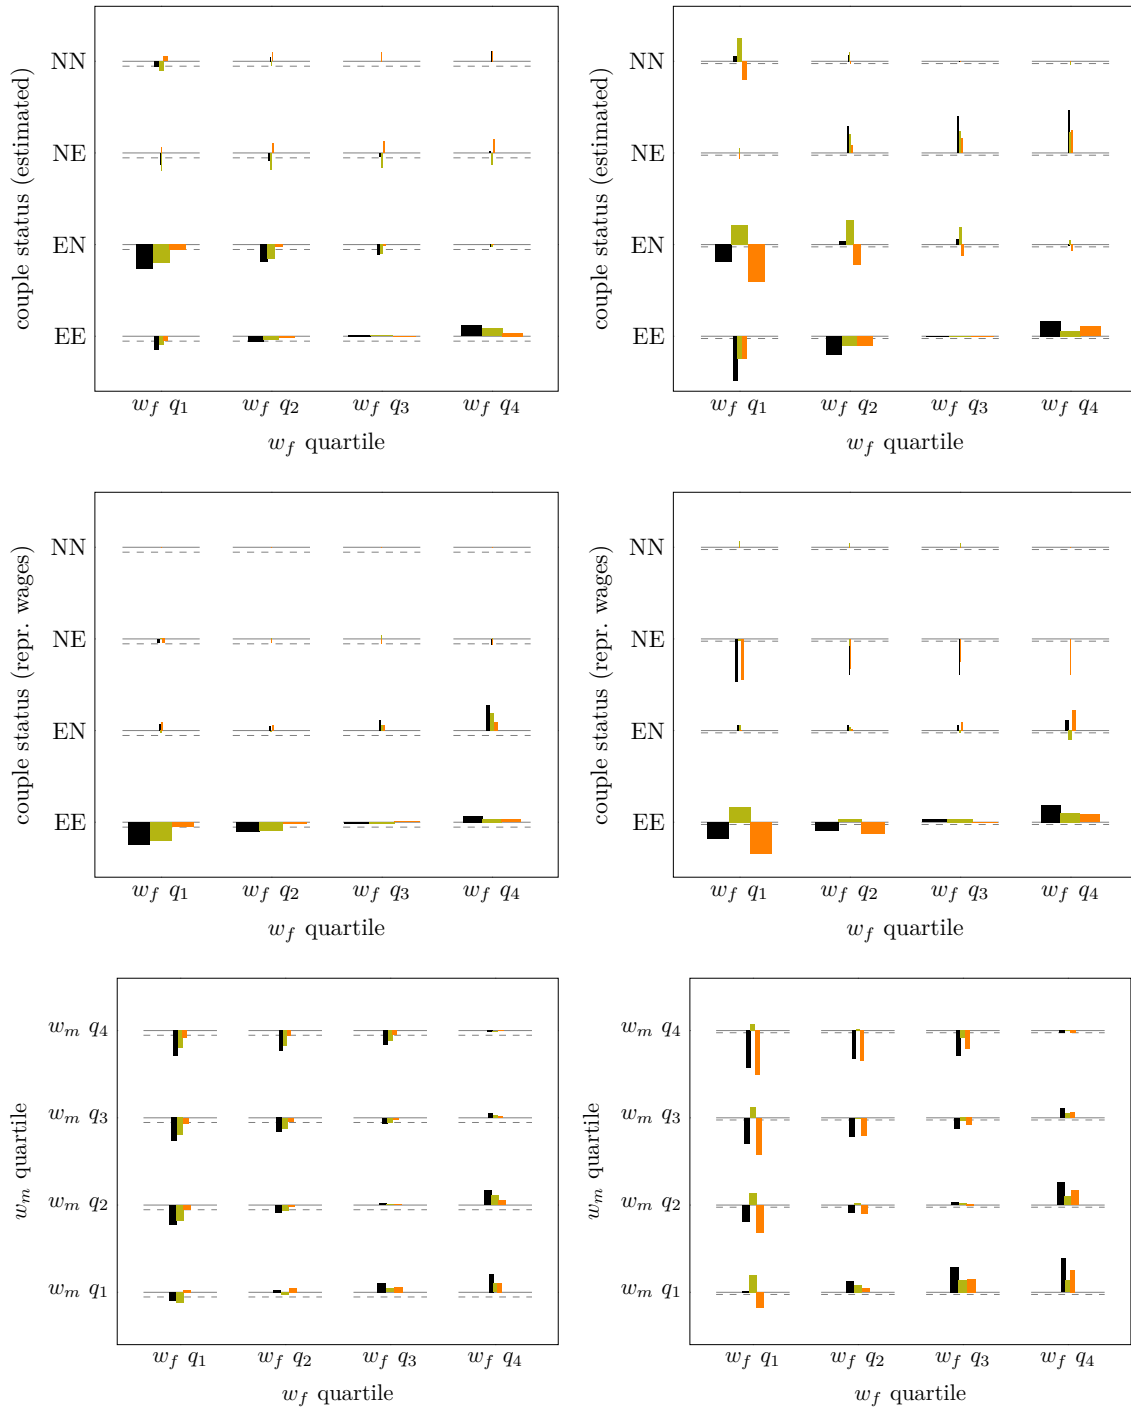 couple status (estimated)
NN
NE
EN
EE
w_f q_1 w_f q_2 w_f q_3 w_f q_4
w_f quartile
couple status (estimated)
NN
NE
EN
EE
w_f q_1 w_f q_2 w_f q_3 w_f q_4
w_f quartile
couple status (repr. wages)
NN
NE
EN
EE
w_f q_1 w_f q_2 w_f q_3 w_f q_4
w_f quartile
couple status (repr. wages)
NN
NE
EN
EE
w_f q_1 w_f q_2 w_f q_3 w_f q_4
w_f quartile
w_m quartile
w_m q_4
w_m q_3
w_m q_2
w_m q_1
w_f q_1 w_f q_2 w_f q_3 w_f q_4
w_f quartile
w_m quartile
w_m q_4
w_m q_3
w_m q_2
w_m q_1
w_f q_1 w_f q_2 w_f q_3 w_f q_4
w_f quartile